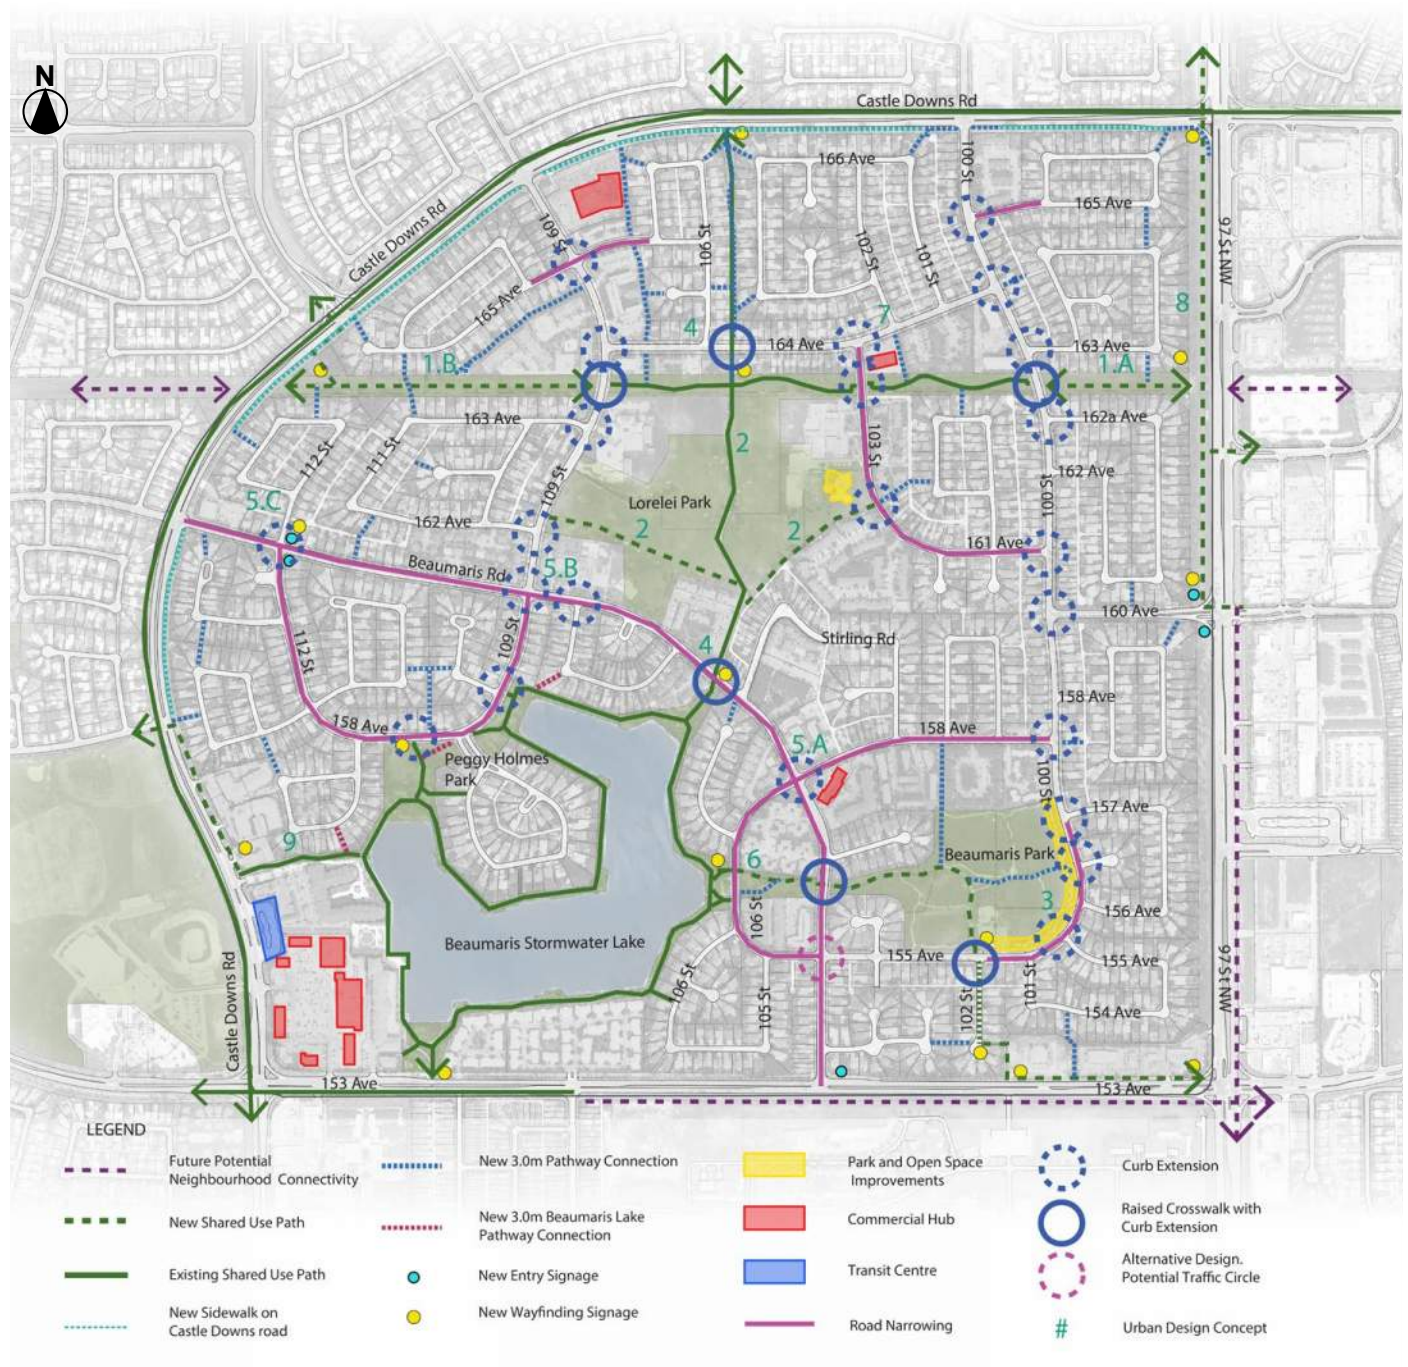 N
Castle Downs Rd
166 Ave
100 St
109 St
106 St
165 Ave
Castle Downs Rd
102 St
101 St
97 St NW
165 Ave
8
7
4
164 Ave
163 Ave
1.B
1.A
163 Ave
162a Ave
112 St
111 St
2
103 St
109 St
162 Ave
100 St
5.C
Lorelei Park
162 Ave
2
2
161 Ave
Beaumaris Rd
5.B
160 Ave
112 St
109 St
Stirling Rd
4
158 Ave
158 Ave
158 Ave
5.A
Peggy Holmes
Park
100 St
157 Ave
9
6
Beaumaris Park
3
156 Ave
106 St
Beaumaris Stormwater Lake
155 Ave
155 Ave
97 St NW
106 St
105 St
102 St
101 St
154 Ave
Castle Downs Rd
153 Ave
153 Ave
LEGEND
Future Potential
Neighbourhood Connectivity
New Shared Use Path
Existing Shared Use Path
New Sidewalk on
Castle Downs road
New 3.0m Pathway Connection
New 3.0m Beaumaris Lake
Pathway Connection
New Entry Signage
New Wayfinding Signage
Park and Open Space
Improvements
Commercial Hub
Transit Centre
Road Narrowing
Curb Extension
Raised Crosswalk with
Curb Extension
Alternative Design.
Potential Traffic Circle
#
Urban Design Concept